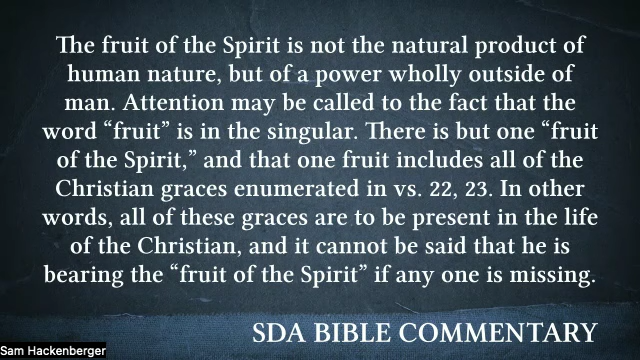 The fruit of the Spirit is not the natural product of
human nature, but of a power wholly outside of
man. Attention may be called to the fact that the
word “fruit” is in the singular. There is but one “fruit
of the Spirit,” and that one fruit includes all of the
Christian graces enumerated in vs. 22, 23. In other
words, all of these graces are to be present in the life
of the Christian, and it cannot be said that he is
bearing the “fruit of the Spirit” if any one is missing.
SDA BIBLE COMMENTARY
Sam Hackenberger